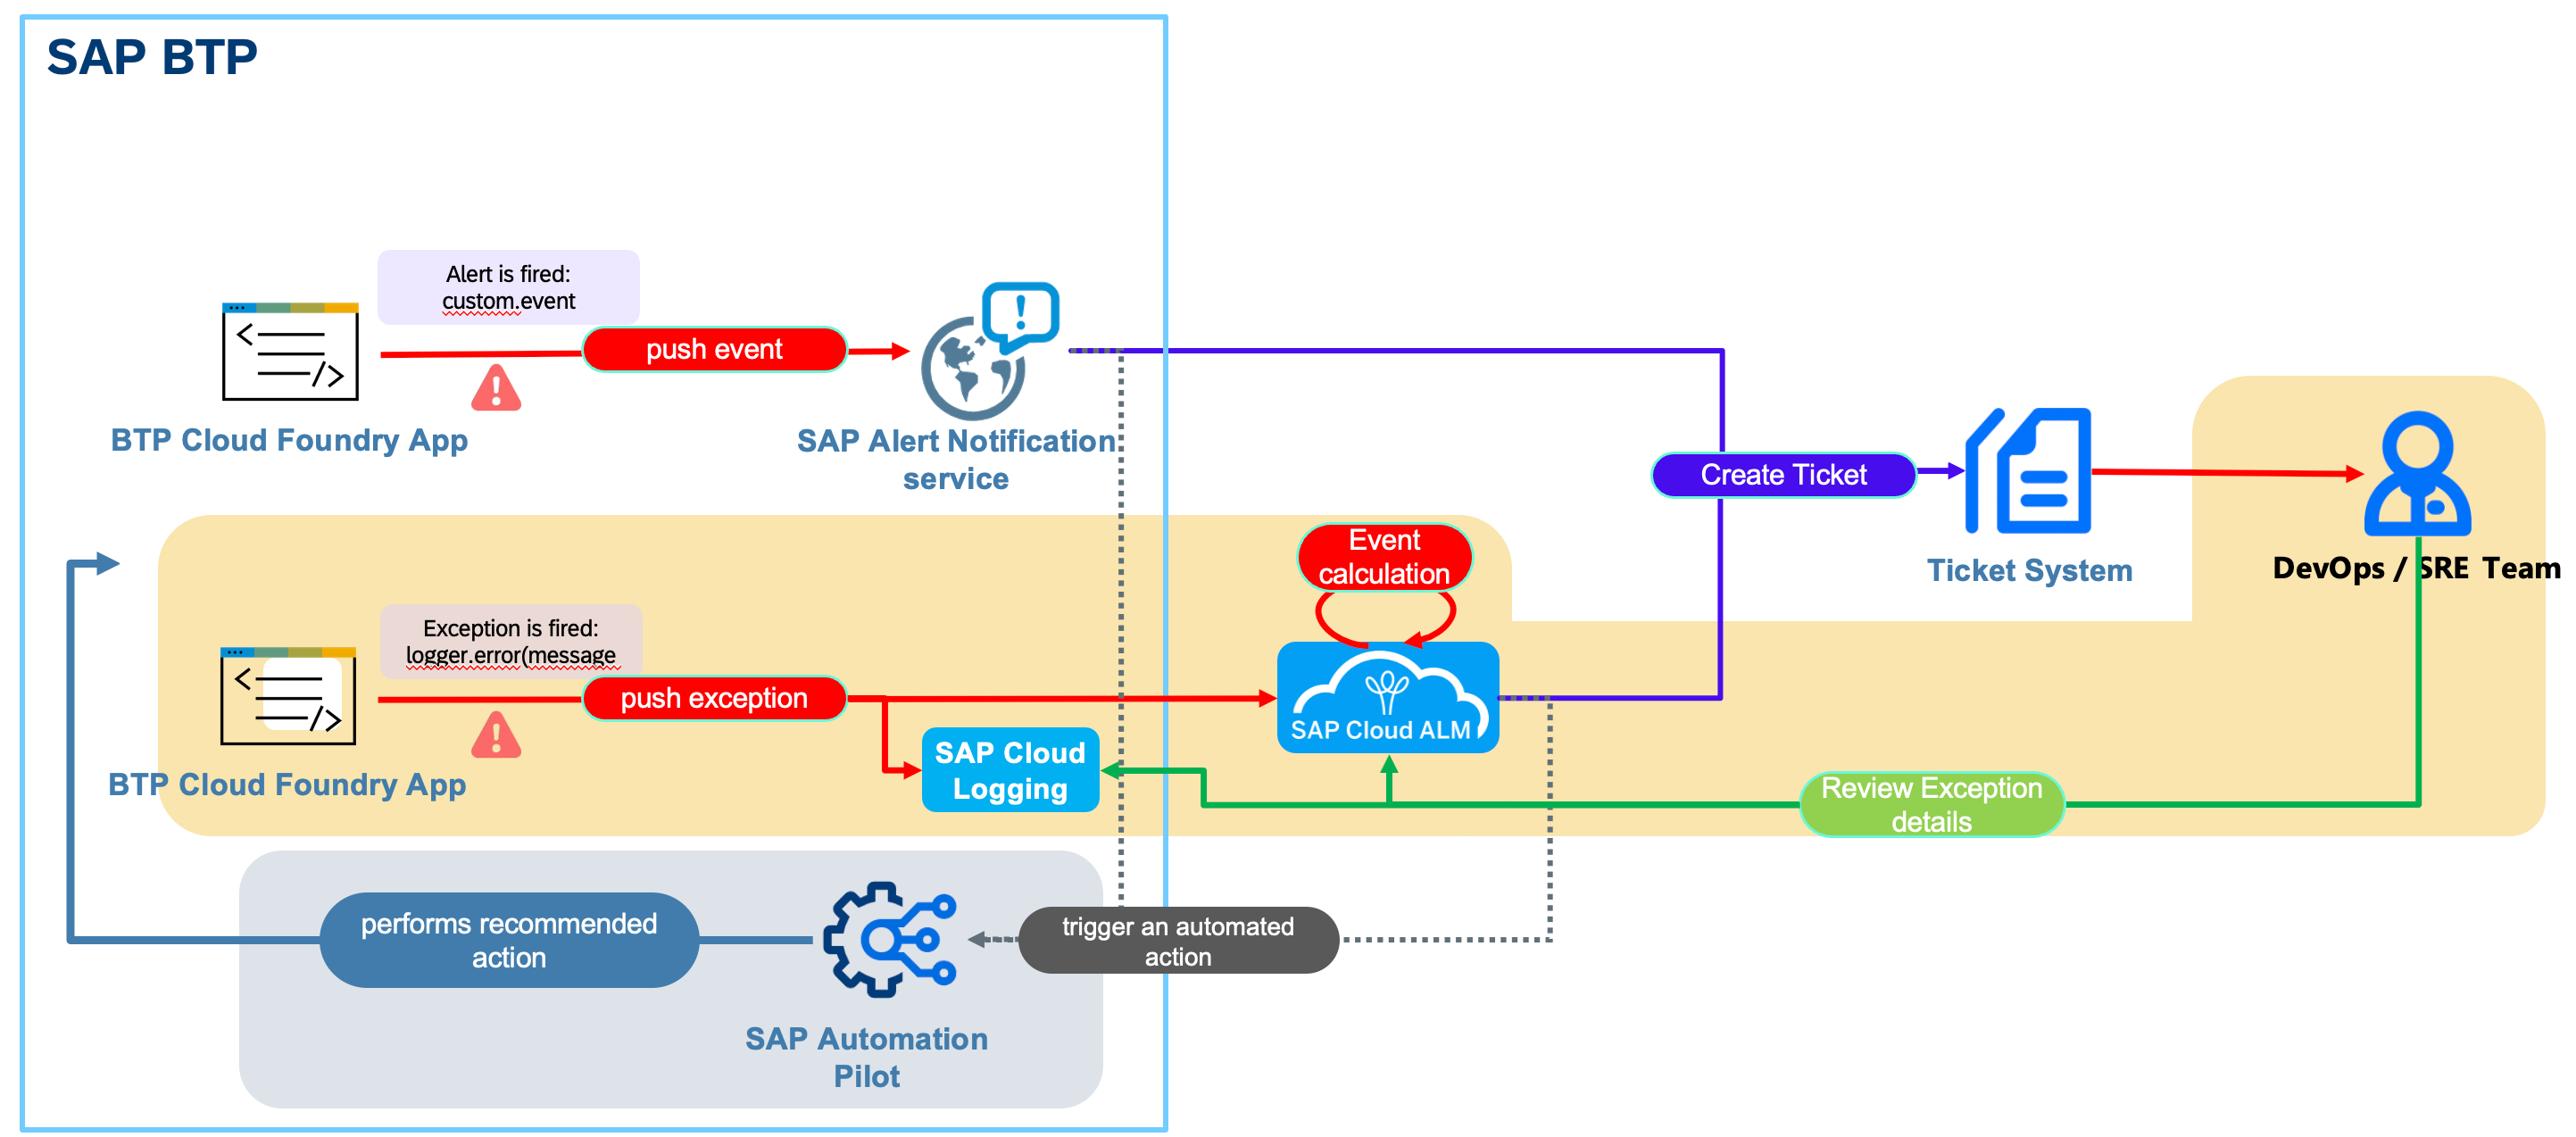 SAP BTP
Alert is fired:
custom.event
push event
BTP Cloud Foundry App
SAP Alert Notification
service
Create Ticket
Ticket System
DevOps / SRE Team
Event
calculation
Exception is fired:
logger.error(message
push exception
SAP Cloud ALM
BTP Cloud Foundry App
SAP Cloud
Logging
Review Exception
details
performs recommended
action
trigger an automated
action
SAP Automation
Pilot